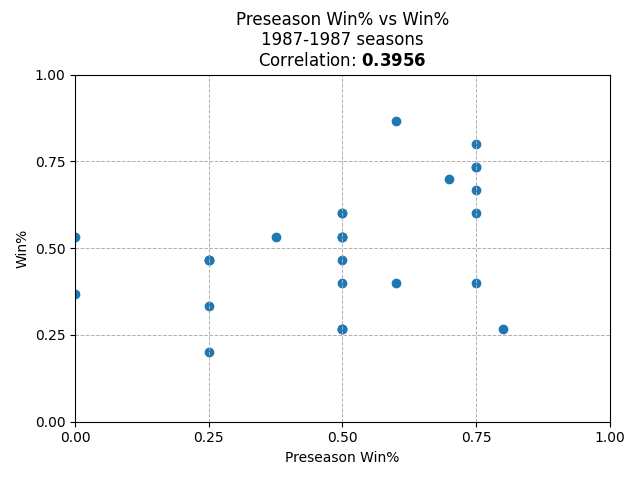 Preseason Win% vs Win%
1987-1987 seasons
Correlation: 0.3956
1.00
0.75
0.50
0.25
0.00
Win%
0.00 0.25 0.50 0.75 1.00
Preseason Win%